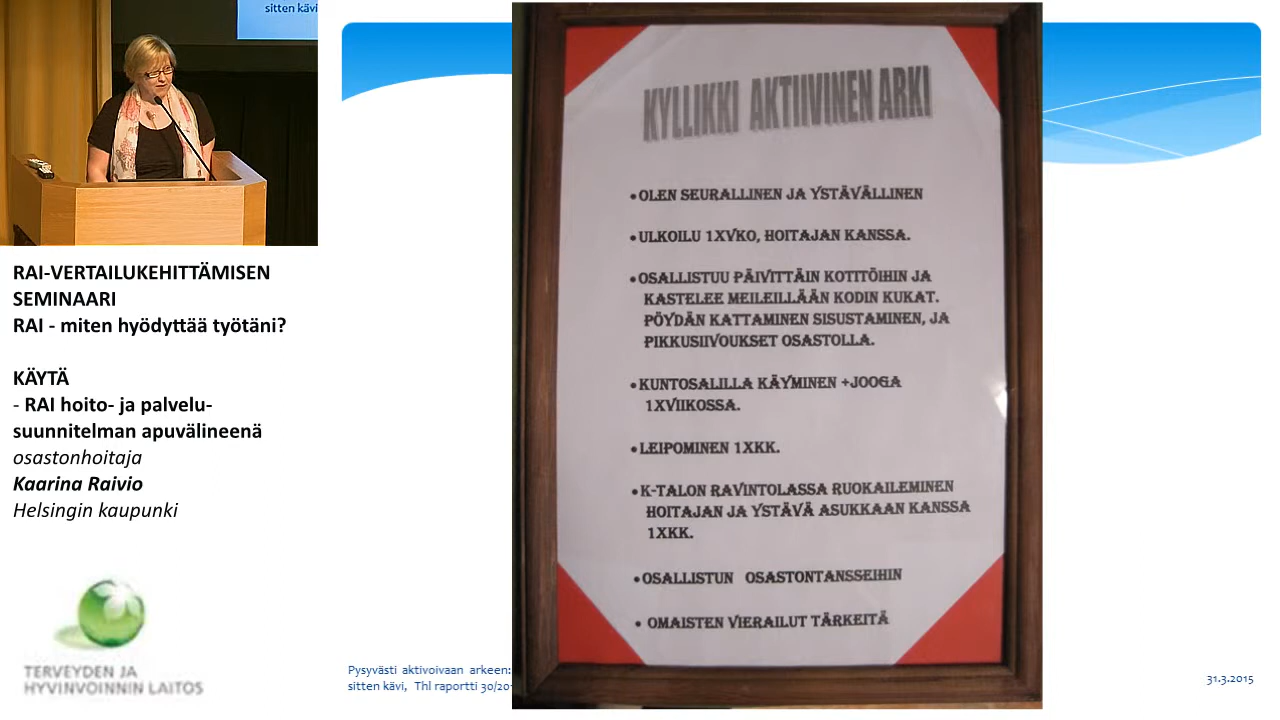 sitten kävi
RAI-VERTAILUKEHITTÄMISEN
SEMINAARI
RAI - miten hyödyttää työtäni?
KÄYTÄ
- RAI hoito- ja palvelu-
suunnitelman apuvälineenä
osastonhoitaja
Kaarina Raivio
Helsingin kaupunki
TERVEYDEN JA
HYVINVOINNIN LAITOS
KYLLIKKI AKTIIVINEN ARKI
• OLEN SEURALLINEN JA YSTÄVÄLLINEN
• ULKOILU 1XVKO, HOITAJAN KANSSA.
• OSALLISTUU PÄIVITTÄIN KOTITÖIHIN JA
KASTELEE MEILEILLÄÄN KODIN KUKAT.
PÖYDÄN KATTAMINEN SISUSTAMINEN, JA
PIKKUSIIVOUKSET OSASTOLLA.
• KUNTOSALILLA KÄYMINEN +JOOGA
1XVIIKOSSA.
• LEIPOMINEN 1XKK.
• K-TALON RAVINTOLASSA RUOKAILEMINEN
HOITAJAN JA YSTÄVÄ ASUKKAAN KANSSA
1XKK.
• OSALLISTUN OSASTONTANSSEIHIN
• OMAISTEN VIERAILUT TÄRKEITÄ
Pysyvästi aktivoivaan arkeen:
sitten kävi, Thl raportti 30/20
31.3.2015